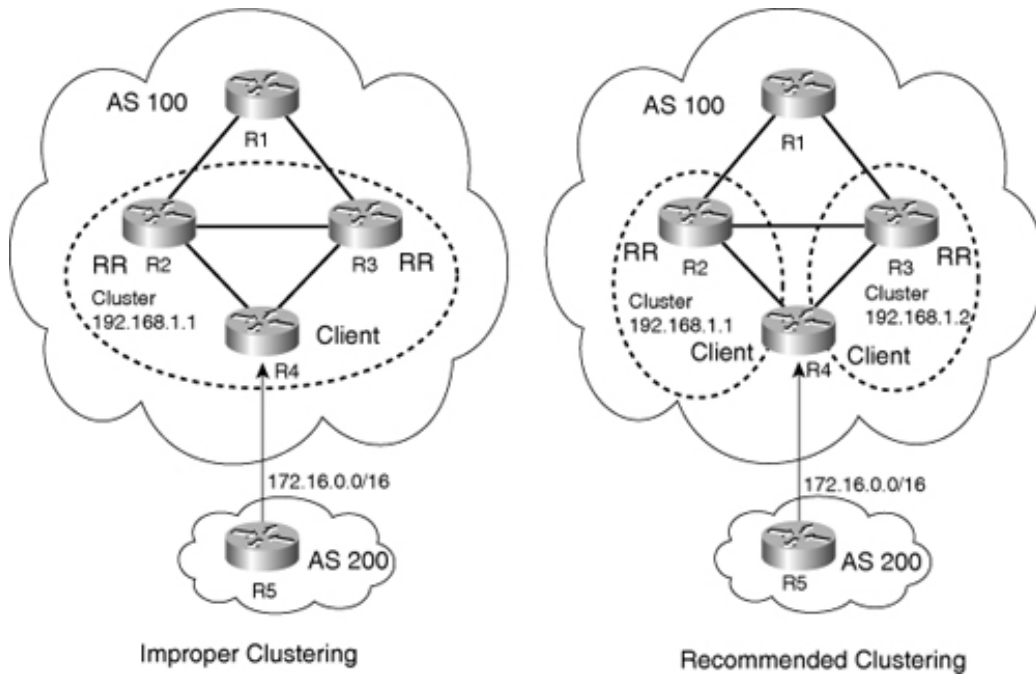 AS 100
R1
RR
R2
R3
RR
Cluster
192.168.1.1
Client
R4
172.16.0.0/16
AS 200
R5
Improper Clustering
AS 100
R1
RR
R2
R3
RR
Cluster
192.168.1.1
Cluster
192.168.1.2
Client
R4
Client
172.16.0.0/16
AS 200
R5
Recommended Clustering